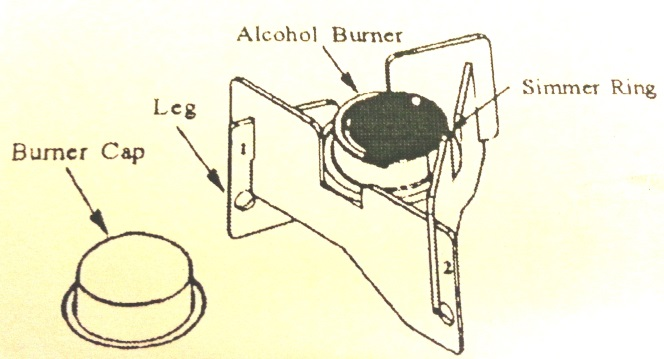 Alcohol Burner
Simmer Ring
Leg
Burner Cap
1
2